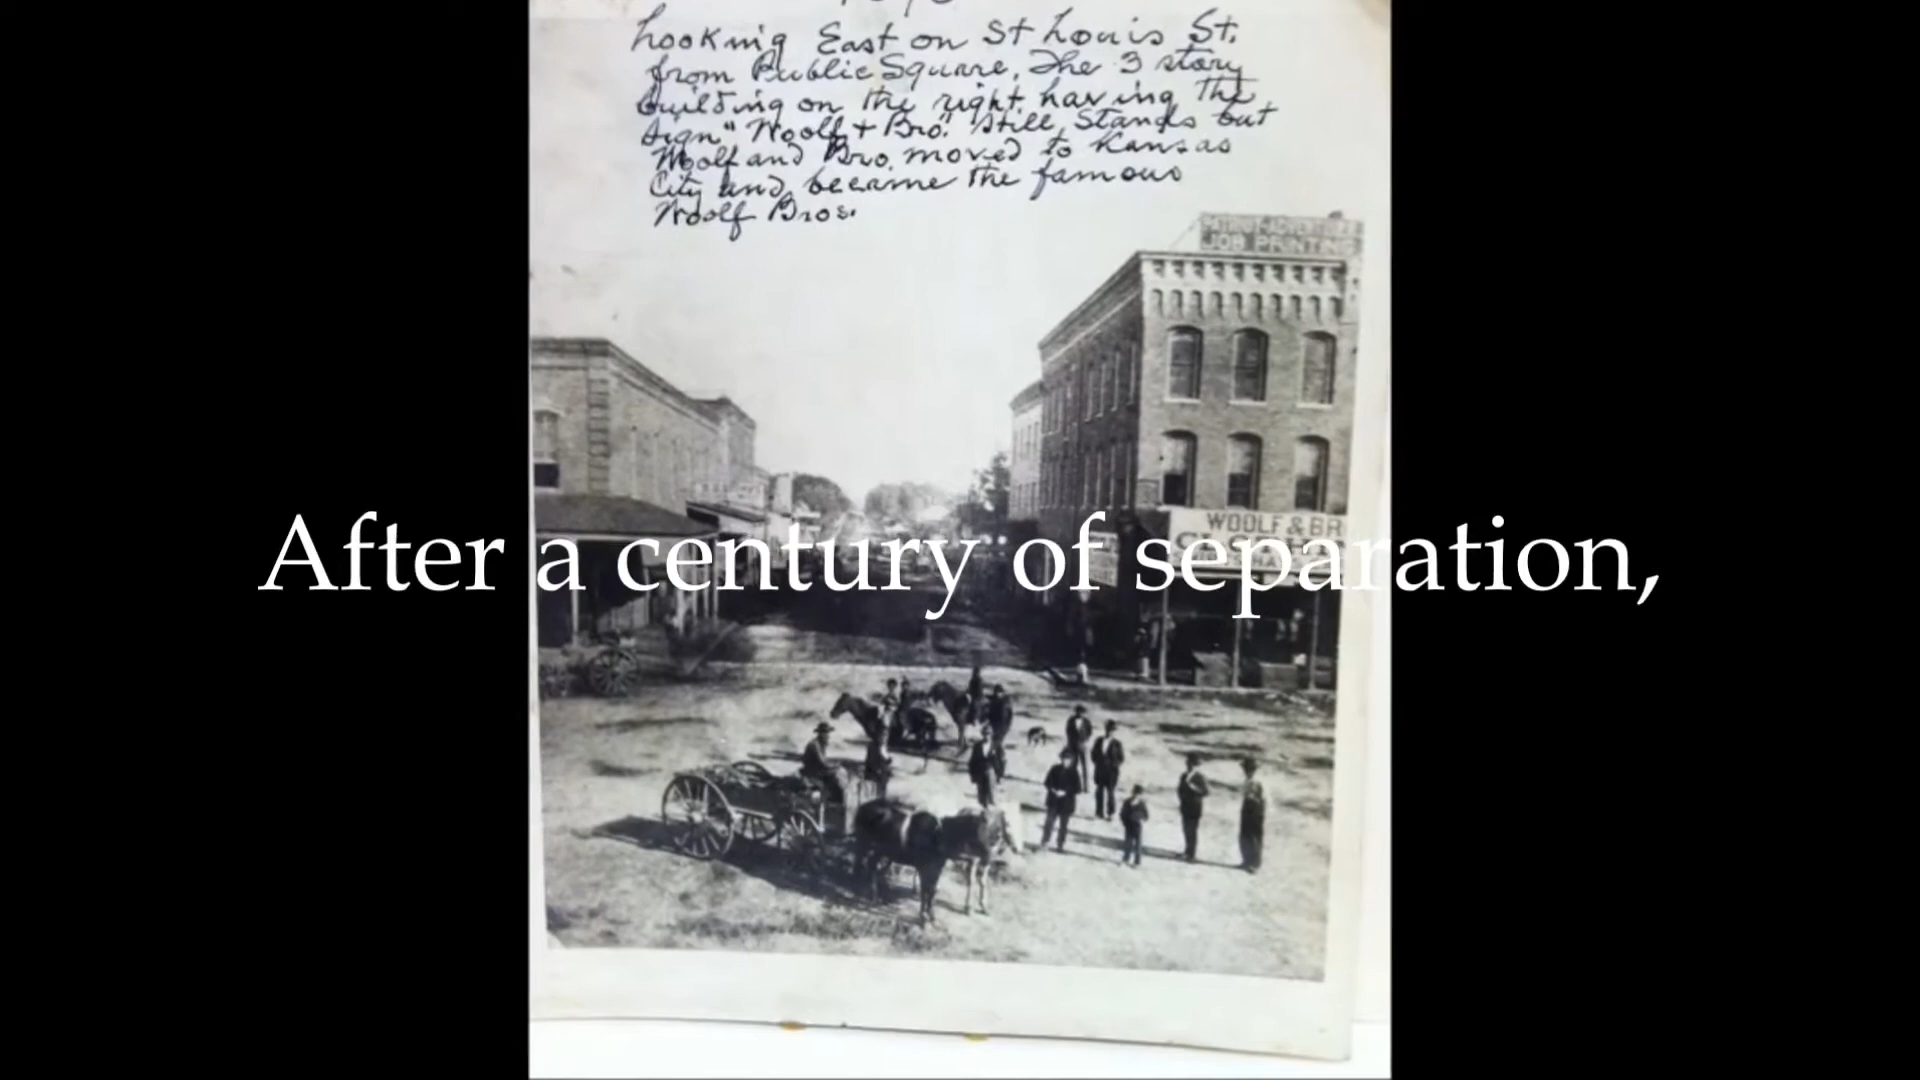 Looking East on St Louis St.
from Public Square. The 3 story
building on the right, having the
sign "Woolf + Bro." still stands but
Woolf and Bro. moved to Kansas
City and became the famous
Woolf Bros.
JOB PRINTING
WOOLF & BR
After a century of separation,